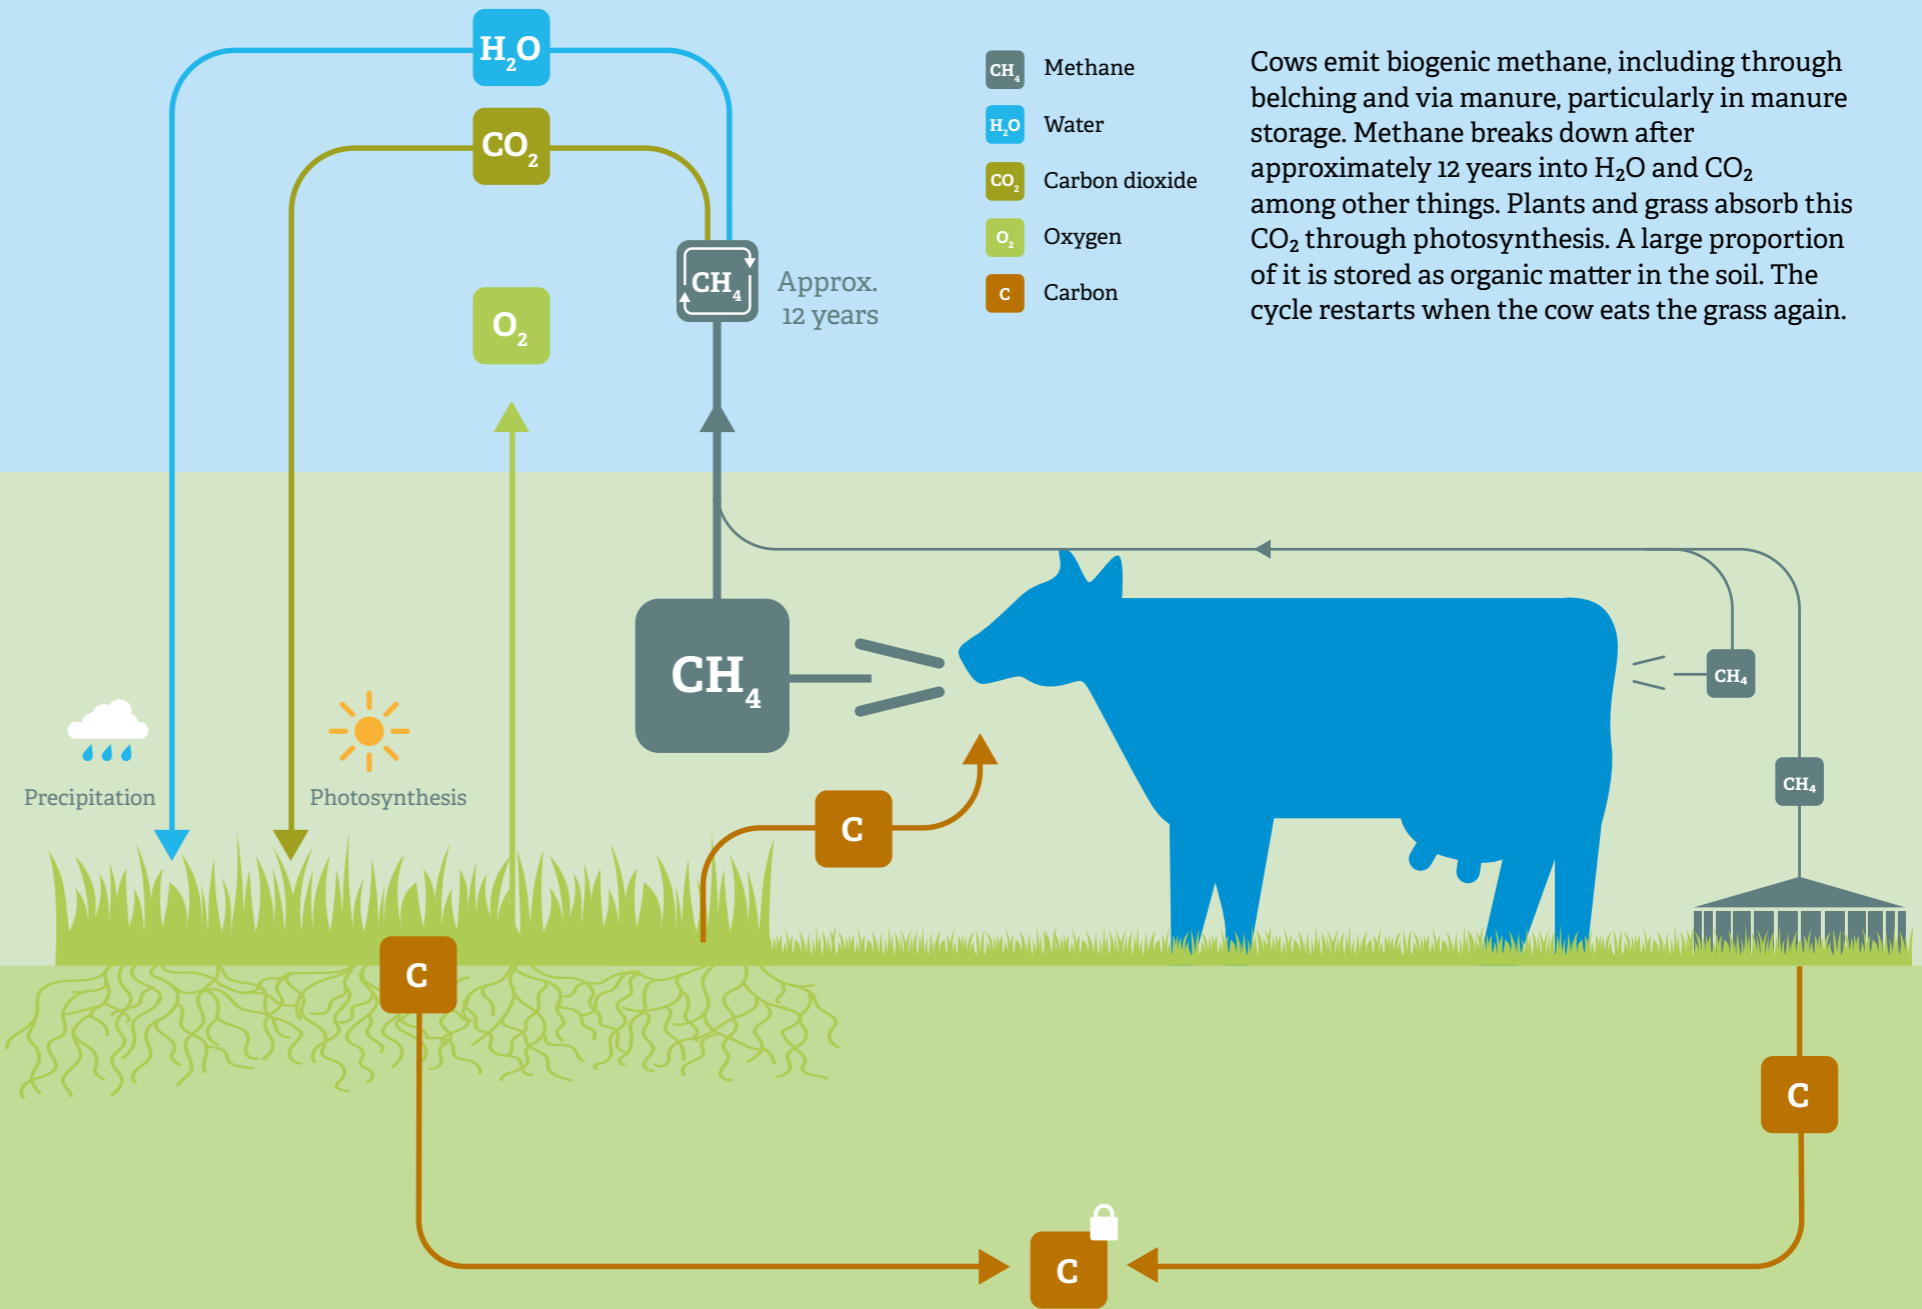 H₂O
CO₂
CH₄
Approx.
12 years
O₂
CH₄ Methane
H₂O Water
CO₂ Carbon dioxide
O₂ Oxygen
C Carbon
Cows emit biogenic methane, including through
belching and via manure, particularly in manure
storage. Methane breaks down after
approximately 12 years into H₂O and CO₂
among other things. Plants and grass absorb this
CO₂ through photosynthesis. A large proportion
of it is stored as organic matter in the soil. The
cycle restarts when the cow eats the grass again.
CH₄
CH₄
CH₄
Precipitation
Photosynthesis
C
C
C
C